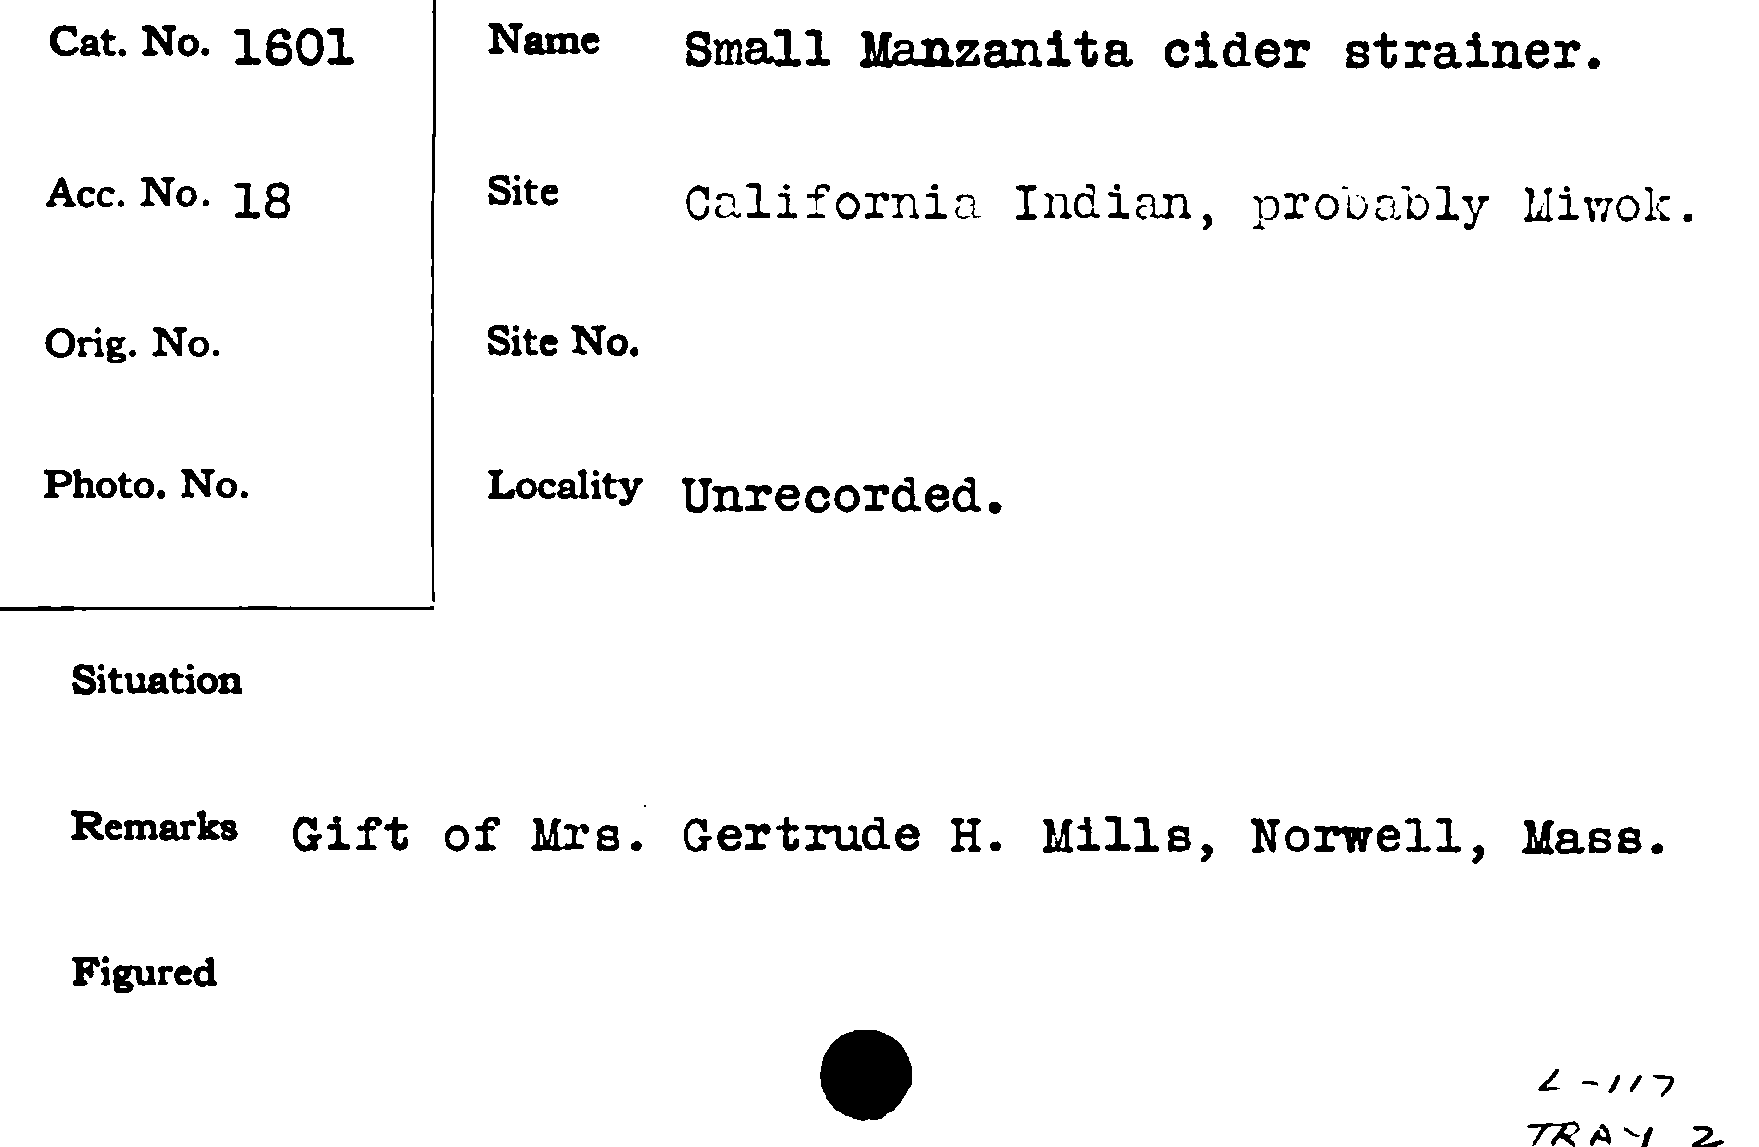 Cat. No. 1601
Name Small Manzanita cider strainer.
Acc. No. 18
Site California Indian, probably Miwok.
Orig. No.
Site No.
Photo. No.
Locality Unrecorded.
Situation
Remarks Gift of Mrs. Gertrude H. Mills, Norwell, Mass.
Figured
L-117
TRAY 2